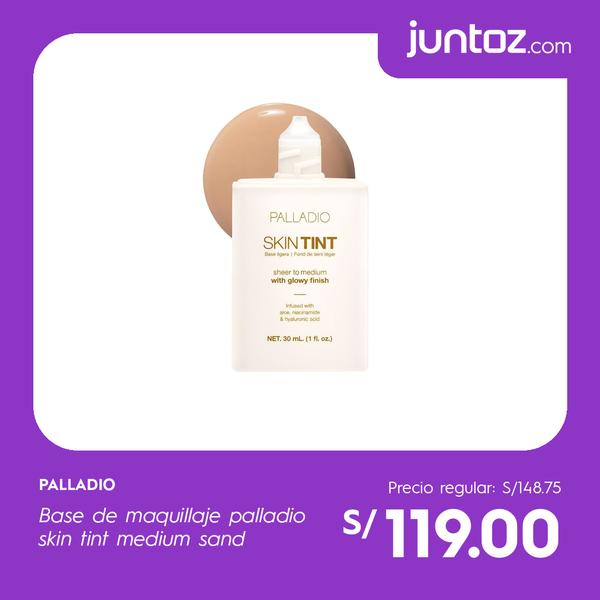 juntoz.com
PALLADIO
SKIN TINT
Base ligera | Fond de teint léger
sheer to medium
with glowy finish
Infused with
aloe, niacinamide
& hyaluronic acid
NET. 30 mL. (1 fl. oz.)
PALLADIO
Base de maquillaje palladio
skin tint medium sand
Precio regular: S/148.75
S/119.00